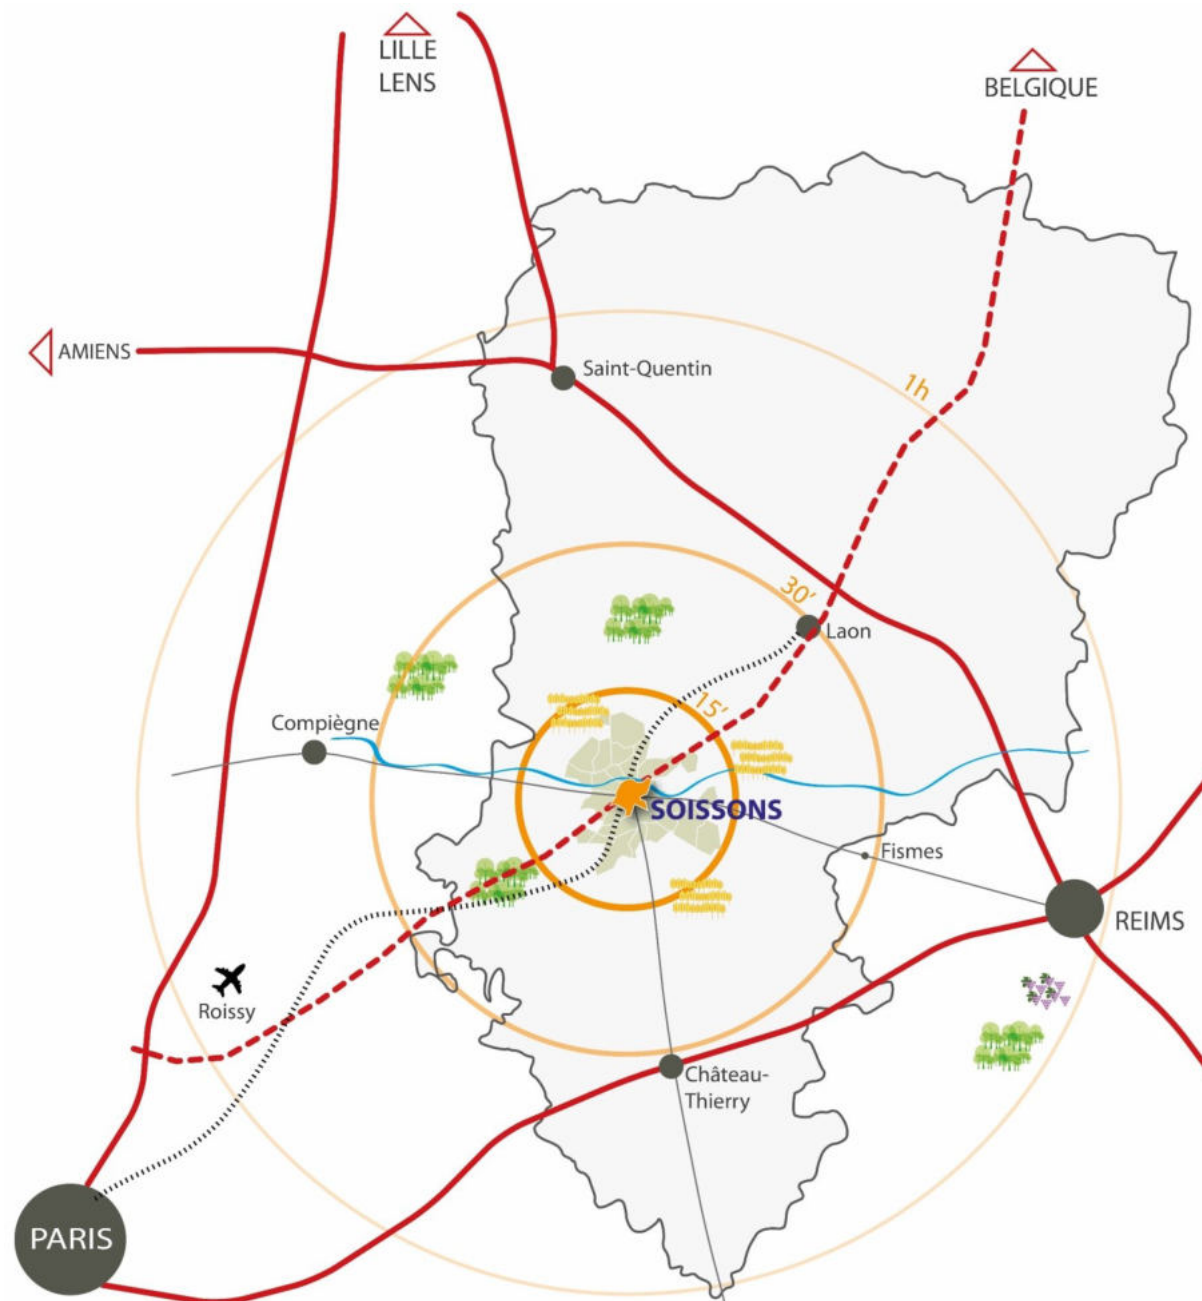 LILLE
LENS
BELGIQUE
AMIENS
Saint-Quentin
1h
30'
Laon
15'
Compiègne
SOISSONS
Fismes
REIMS
Roissy
Château-
Thierry
PARIS